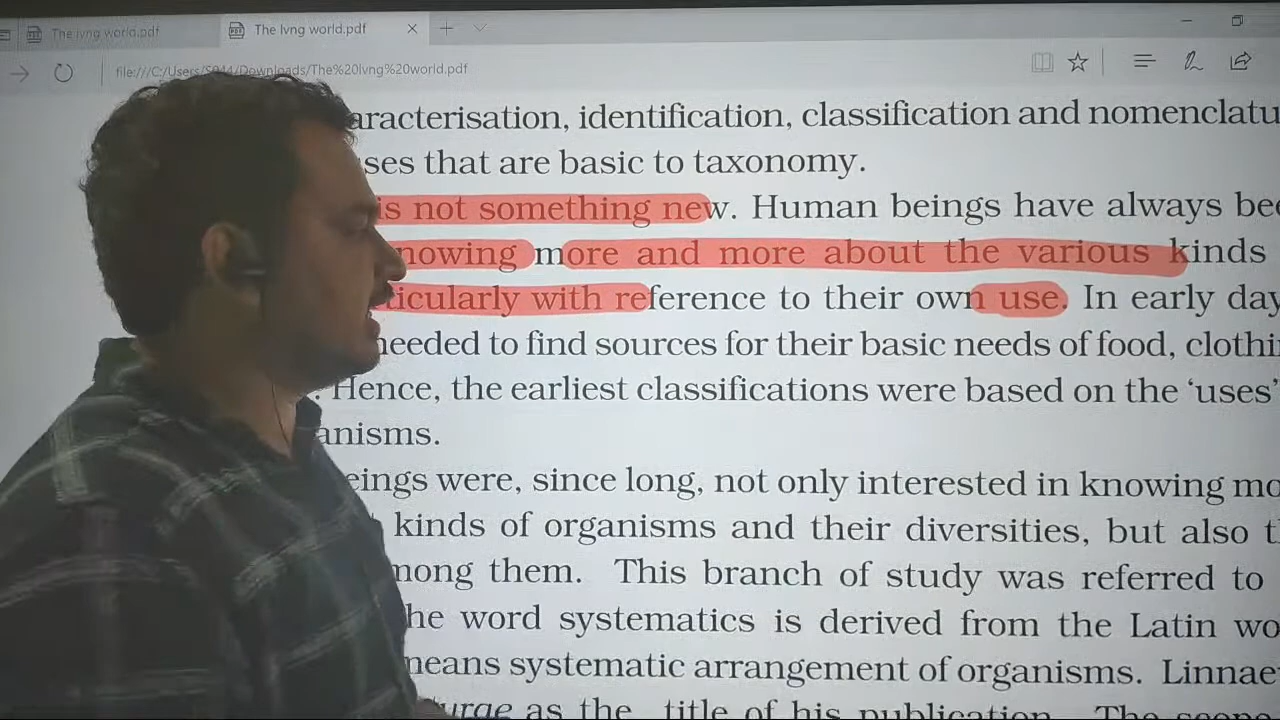 The lvng world.pdf
The lvng world.pdf
file:///C:/Users/S044/Downloads/The%20lvng%20world.pdf
aracterisation, identification, classification and nomenclatu
ses that are basic to taxonomy.
is not something new. Human beings have always bee
nowing more and more about the various kinds
icularly with reference to their own use. In early day
needed to find sources for their basic needs of food, clothi
. Hence, the earliest classifications were based on the ‘uses’
anisms.
eings were, since long, not only interested in knowing mo
kinds of organisms and their diversities, but also t
mong them. This branch of study was referred to
he word systematics is derived from the Latin wo
means systematic arrangement of organisms. Linnae
urae as the title of his publication. The scope